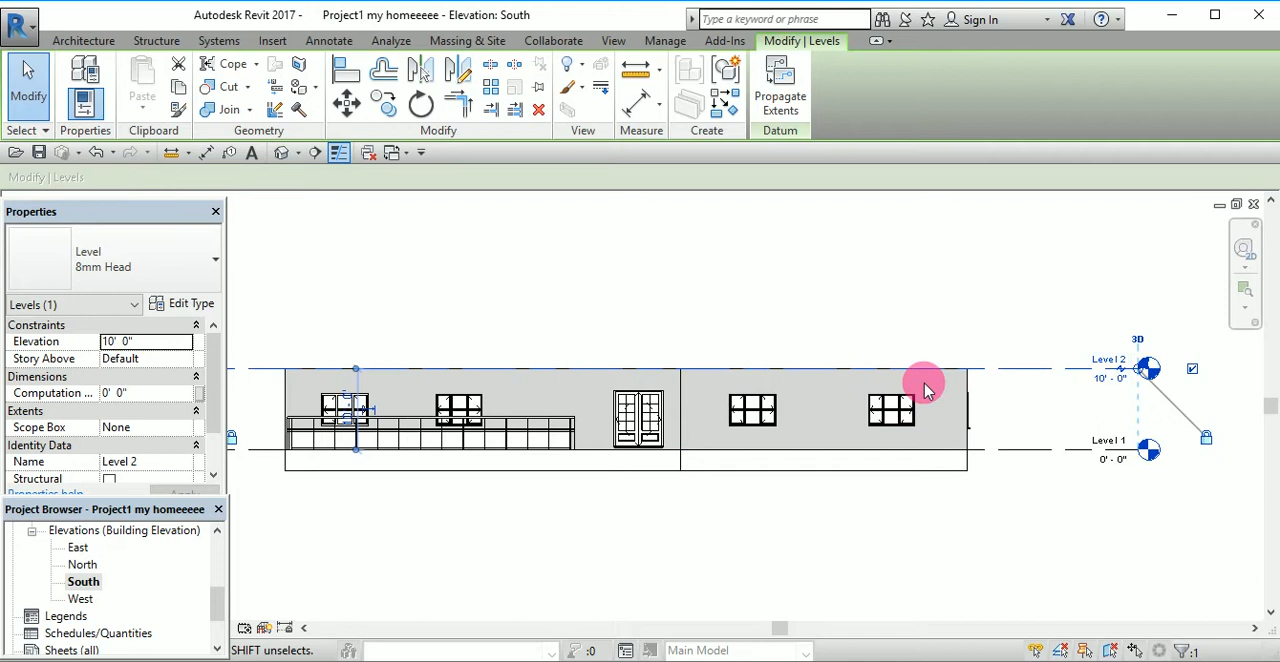 Autodesk Revit 2017 - Project1 my homeeeee - Elevation: South
Type a keyword or phrase
Sign In
Architecture Structure Systems Insert Annotate Analyze Massing & Site Collaborate View Manage Add-Ins Modify | Levels
Modify
Paste
Cope
Cut
Join
Propagate
Extents
Select Properties Clipboard Geometry Modify View Measure Create Datum
Modify | Levels
Properties
Level
8mm Head
Levels (1)
Edit Type
Constraints
Elevation 10' 0"
Story Above Default
Dimensions
Computation ... 0' 0"
Extents
Scope Box None
Identity Data
Name Level 2
Structural
Properties help
Apply
Project Browser - Project1 my homeeeee
Elevations (Building Elevation)
East
North
South
West
Legends
Schedules/Quantities
Sheets (all)
3D
Level 2
10' - 0"
Level 1
0' - 0"
2D
SHIFT unselects.
:0
Main Model
:1